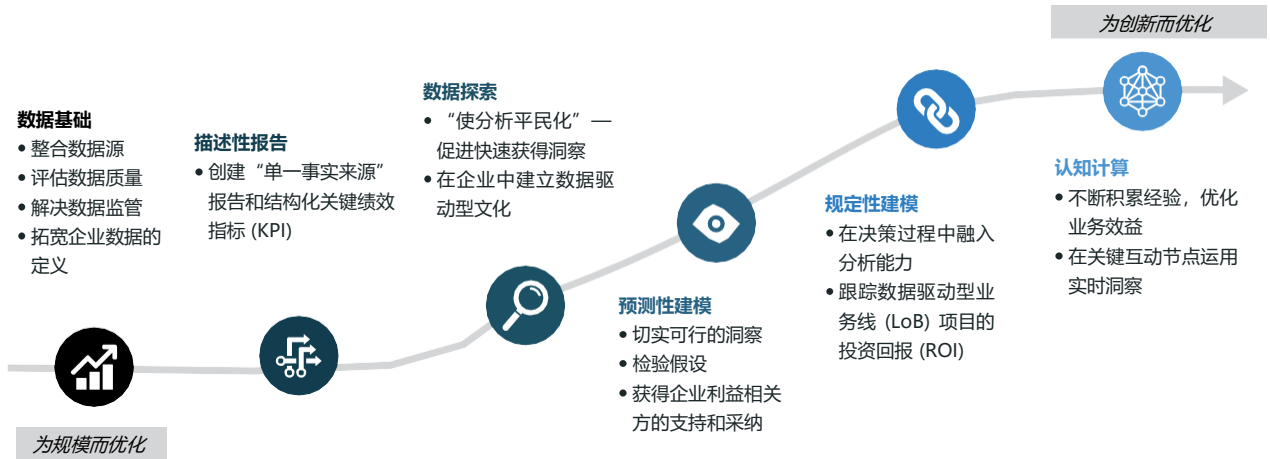 为创新而优化
数据基础
• 整合数据源
• 评估数据质量
• 解决数据监管
• 拓宽企业数据的
定义
描述性报告
• 创建“单一事实来源”
报告和结构化关键绩效
指标 (KPI)
数据探索
• “使分析平民化”—
促进快速获得洞察
• 在企业中建立数据驱
动型文化
预测性建模
• 切实可行的洞察
• 检验假设
• 获得企业利益相关
方的支持和采纳
规定性建模
• 在决策过程中融入
分析能力
• 跟踪数据驱动型业
务线 (LoB) 项目的
投资回报 (ROI)
认知计算
• 不断积累经验，优化
业务效益
• 在关键互动节点运用
实时洞察
为规模而优化